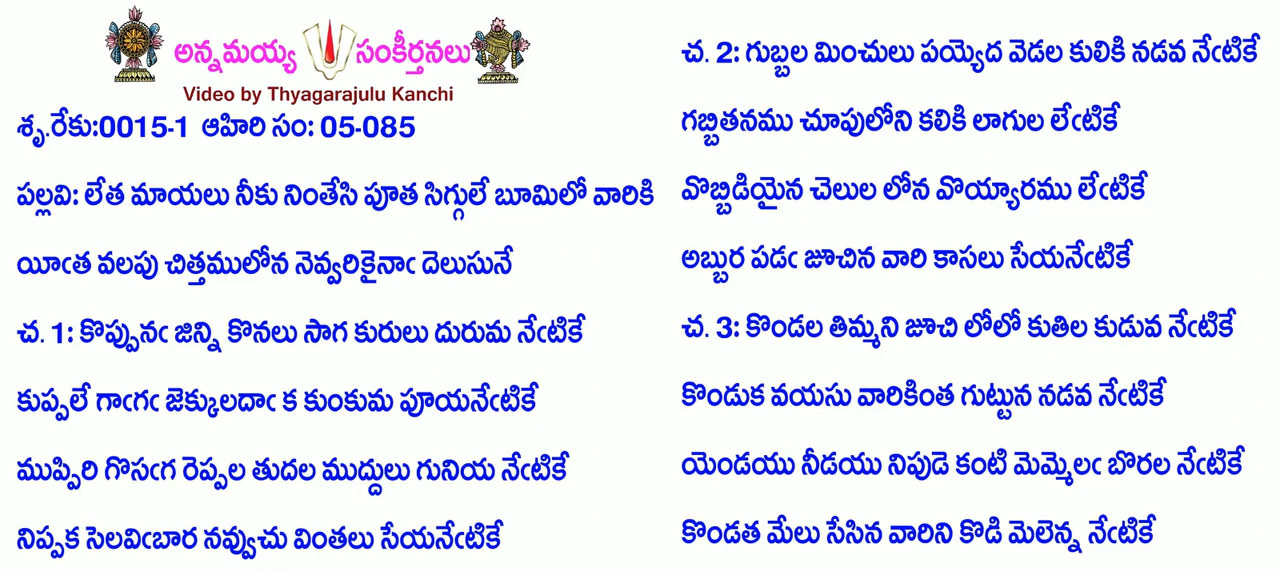 అన్నమయ్య సంకీర్తనలు
Video by Thyagarajulu Kanchi
శృ.రేకు:0015-1 ఆహిరి సం: 05-085
పల్లవి: లేత మాయలు నీకు నింతేసి పూత సిగ్గులే బూమిలో వారికి
యీఁత వలపు చిత్తములోన నెవ్వరికైనాఁ దెలుసునే
చ. 1: కొప్పునఁ జిన్ని కొనలు సాగ కురులు దురుమ నేఁటికే
కుప్పలే గాఁగఁ జెక్కులదాఁ క కుంకుమ పూయనేఁటికే
ముప్పిరి గొసఁగ రెప్పల తుదల ముద్దులు గునియ నేఁటికే
నిప్పక సెలవిఁబార నవ్వుచు వింతలు సేయనేఁటికే
చ. 2: గుబ్బల మించులు పయ్యెద వెడల కులికి నడవ నేఁటికే
గబ్బితనము చూపులోని కలికి లాగుల లేఁటికే
వొబ్బిడియైన చెలుల లోన వొయ్యారము లేఁటికే
అబ్బుర పడఁ జూచిన వారి కాసలు సేయనేఁటికే
చ. 3: కొండల తిమ్మని జూచి లోలో కుతిల కుడువ నేఁటికే
కొండుక వయసు వారికింత గుట్టున నడవ నేఁటికే
యెండయు నీడయు నిపుడె కంటి మెమ్మెలఁ బొరల నేఁటికే
కొండత మేలు సేసిన వారిని కొడి మెలెన్న నేఁటికే